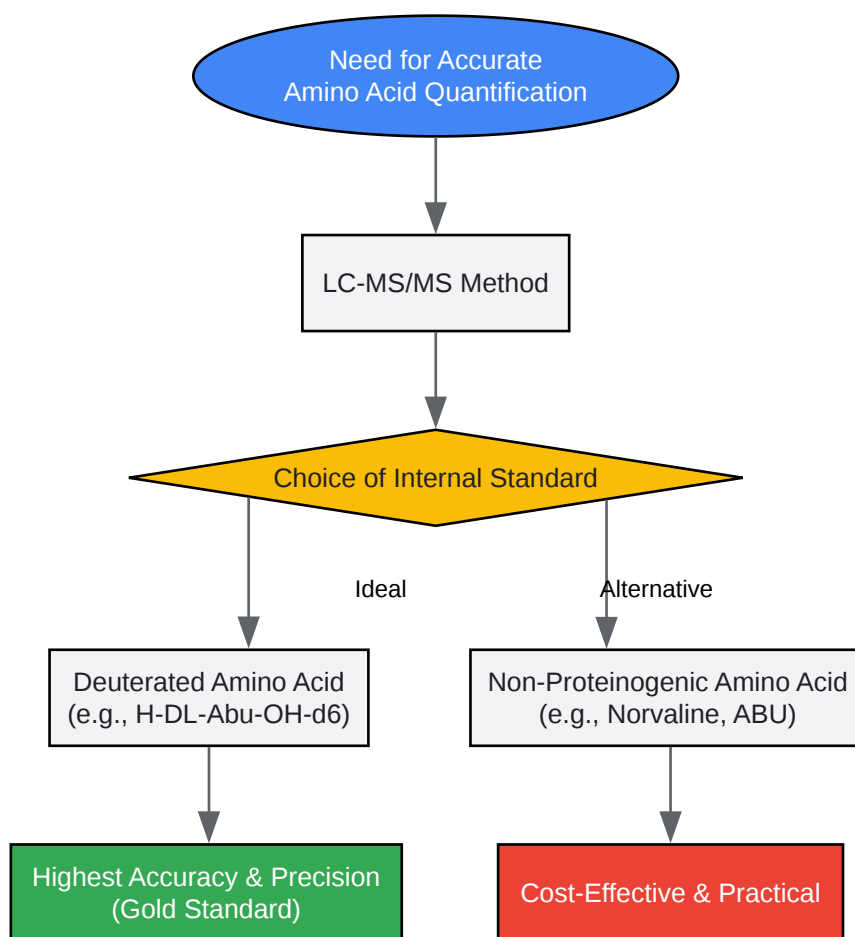 Need for Accurate
Amino Acid Quantification
LC-MS/MS Method
Choice of Internal Standard
Ideal
Alternative
Deuterated Amino Acid
(e.g., H-DL-Abu-OH-d6)
Non-Proteinogenic Amino Acid
(e.g., Norvaline, ABU)
Highest Accuracy & Precision
(Gold Standard)
Cost-Effective & Practical